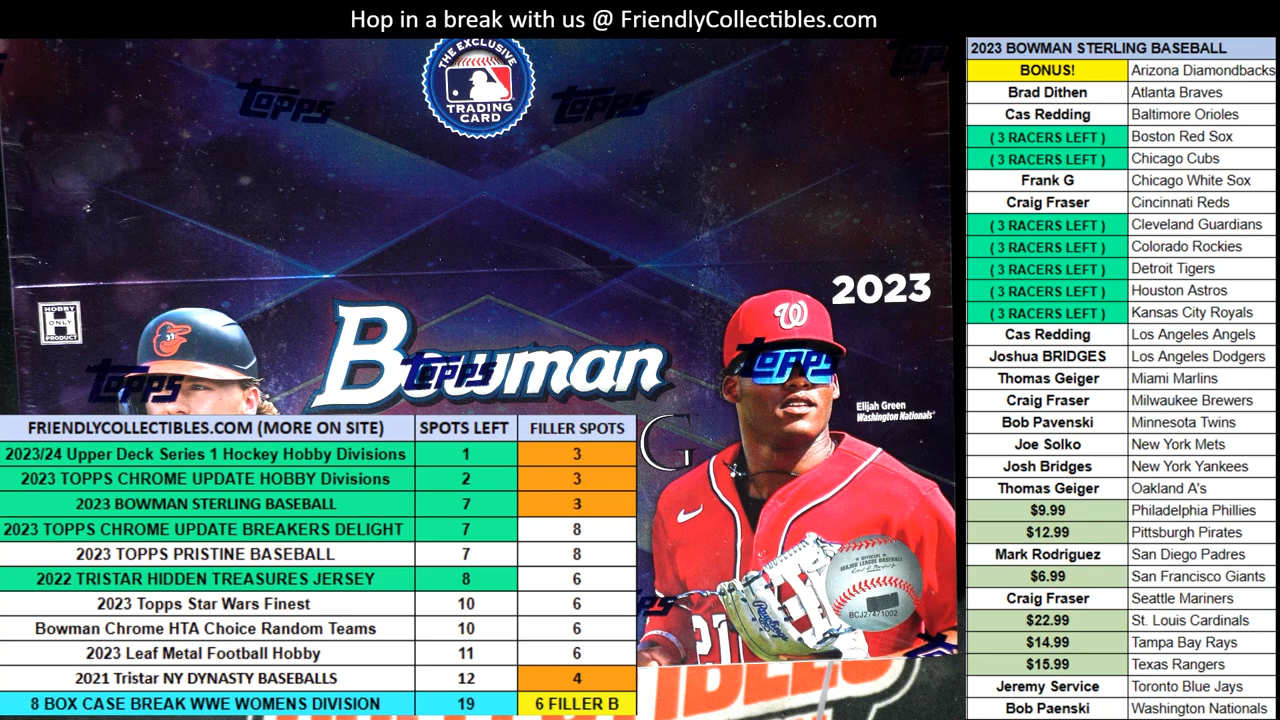 Hop in a break with us @ FriendlyCollectibles.com
THE EXCLUSIVE
TRADING
CARD
topps
topps
2023
HOBBY
H
ONLY
PRODUCT
Bowman
topps
topps
topps
Elijah Green
Washington Nationals
G
OFFICIAL
MAJOR LEAGUE BASEBALL
BCJ27471002
Rawlings
FRIENDLYCOLLECTIBLES.COM (MORE ON SITE) SPOTS LEFT FILLER SPOTS
2023/24 Upper Deck Series 1 Hockey Hobby Divisions 1 3
2023 TOPPS CHROME UPDATE HOBBY Divisions 2 3
2023 BOWMAN STERLING BASEBALL 7 3
2023 TOPPS CHROME UPDATE BREAKERS DELIGHT 7 8
2023 TOPPS PRISTINE BASEBALL 7 8
2022 TRISTAR HIDDEN TREASURES JERSEY 8 6
2023 Topps Star Wars Finest 10 6
Bowman Chrome HTA Choice Random Teams 10 6
2023 Leaf Metal Football Hobby 11 6
2021 Tristar NY DYNASTY BASEBALLS 12 4
8 BOX CASE BREAK WWE WOMENS DIVISION 19 6 FILLER B
2023 BOWMAN STERLING BASEBALL
BONUS! Arizona Diamondbacks
Brad Dithen Atlanta Braves
Cas Redding Baltimore Orioles
( 3 RACERS LEFT ) Boston Red Sox
( 3 RACERS LEFT ) Chicago Cubs
Frank G Chicago White Sox
Craig Fraser Cincinnati Reds
( 3 RACERS LEFT ) Cleveland Guardians
( 3 RACERS LEFT ) Colorado Rockies
( 3 RACERS LEFT ) Detroit Tigers
( 3 RACERS LEFT ) Houston Astros
( 3 RACERS LEFT ) Kansas City Royals
Cas Redding Los Angeles Angels
Joshua BRIDGES Los Angeles Dodgers
Thomas Geiger Miami Marlins
Craig Fraser Milwaukee Brewers
Bob Pavenski Minnesota Twins
Joe Solko New York Mets
Josh Bridges New York Yankees
Thomas Geiger Oakland A's
$9.99 Philadelphia Phillies
$12.99 Pittsburgh Pirates
Mark Rodriguez San Diego Padres
$6.99 San Francisco Giants
Craig Fraser Seattle Mariners
$22.99 St. Louis Cardinals
$14.99 Tampa Bay Rays
$15.99 Texas Rangers
Jeremy Service Toronto Blue Jays
Bob Paenski Washington Nationals